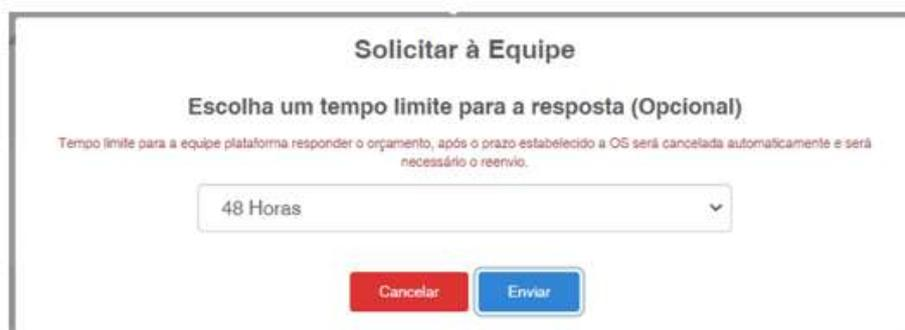 Solicitar à Equipe
Escolha um tempo limite para a resposta (Opcional)
Tempo limite para a equipe plataforma responder o orçamento, após o prazo estabelecido a OS será cancelada automaticamente e será
necessário o reenvio.
48 Horas
Cancelar
Enviar